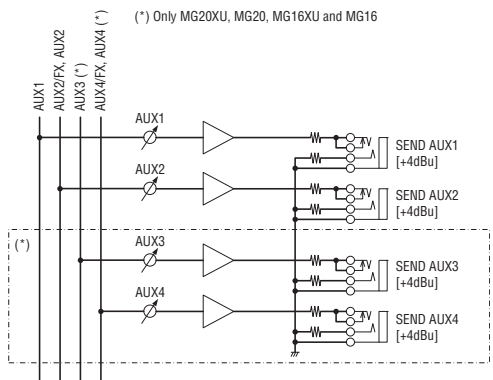 (*) Only MG20XU, MG20, MG16XU and MG16
AUX1
AUX2/FX, AUX2
AUX3 (*)
AUX4/FX, AUX4 (*)
AUX1
SEND AUX1
[+4dBu]
AUX2
SEND AUX2
[+4dBu]
(*)
AUX3
SEND AUX3
[+4dBu]
AUX4
SEND AUX4
[+4dBu]